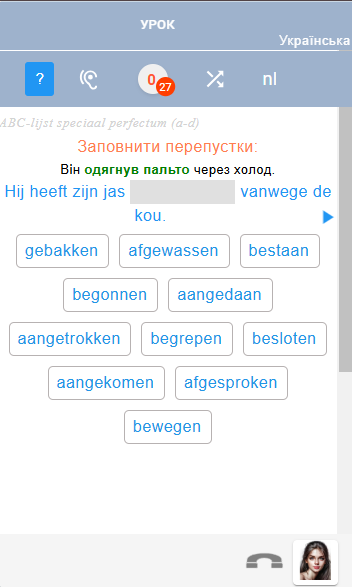 УРОК
Українська
? 0 27 nl
ABC-lijst speciaal perfectum (a-d)
Заповнити перепустки:
Він одягнув пальто через холод.
Hij heeft zijn jas vanwege de
kou.
gebakken afgewassen bestaan
begonnen aangedaan
aangetrokken begrepen besloten
aangekomen afgesproken
bewegen